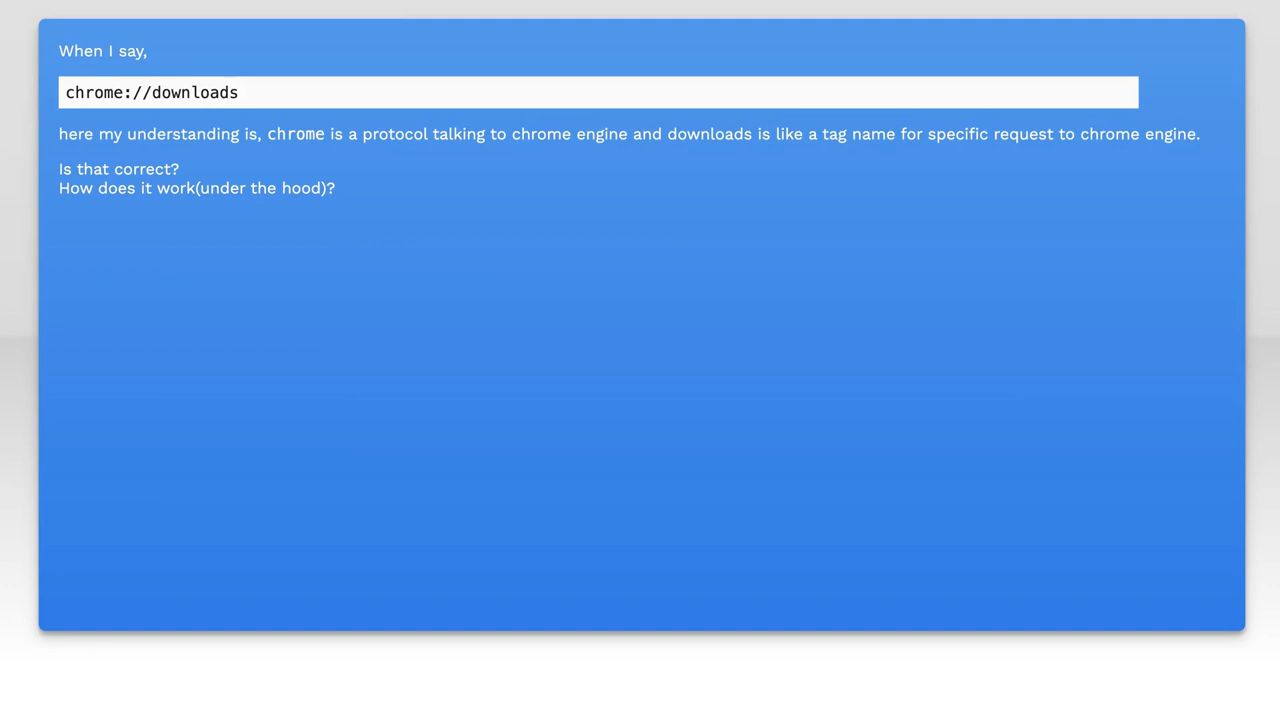 When I say,
chrome://downloads
here my understanding is, chrome is a protocol talking to chrome engine and downloads is like a tag name for specific request to chrome engine.
Is that correct?
How does it work(under the hood)?